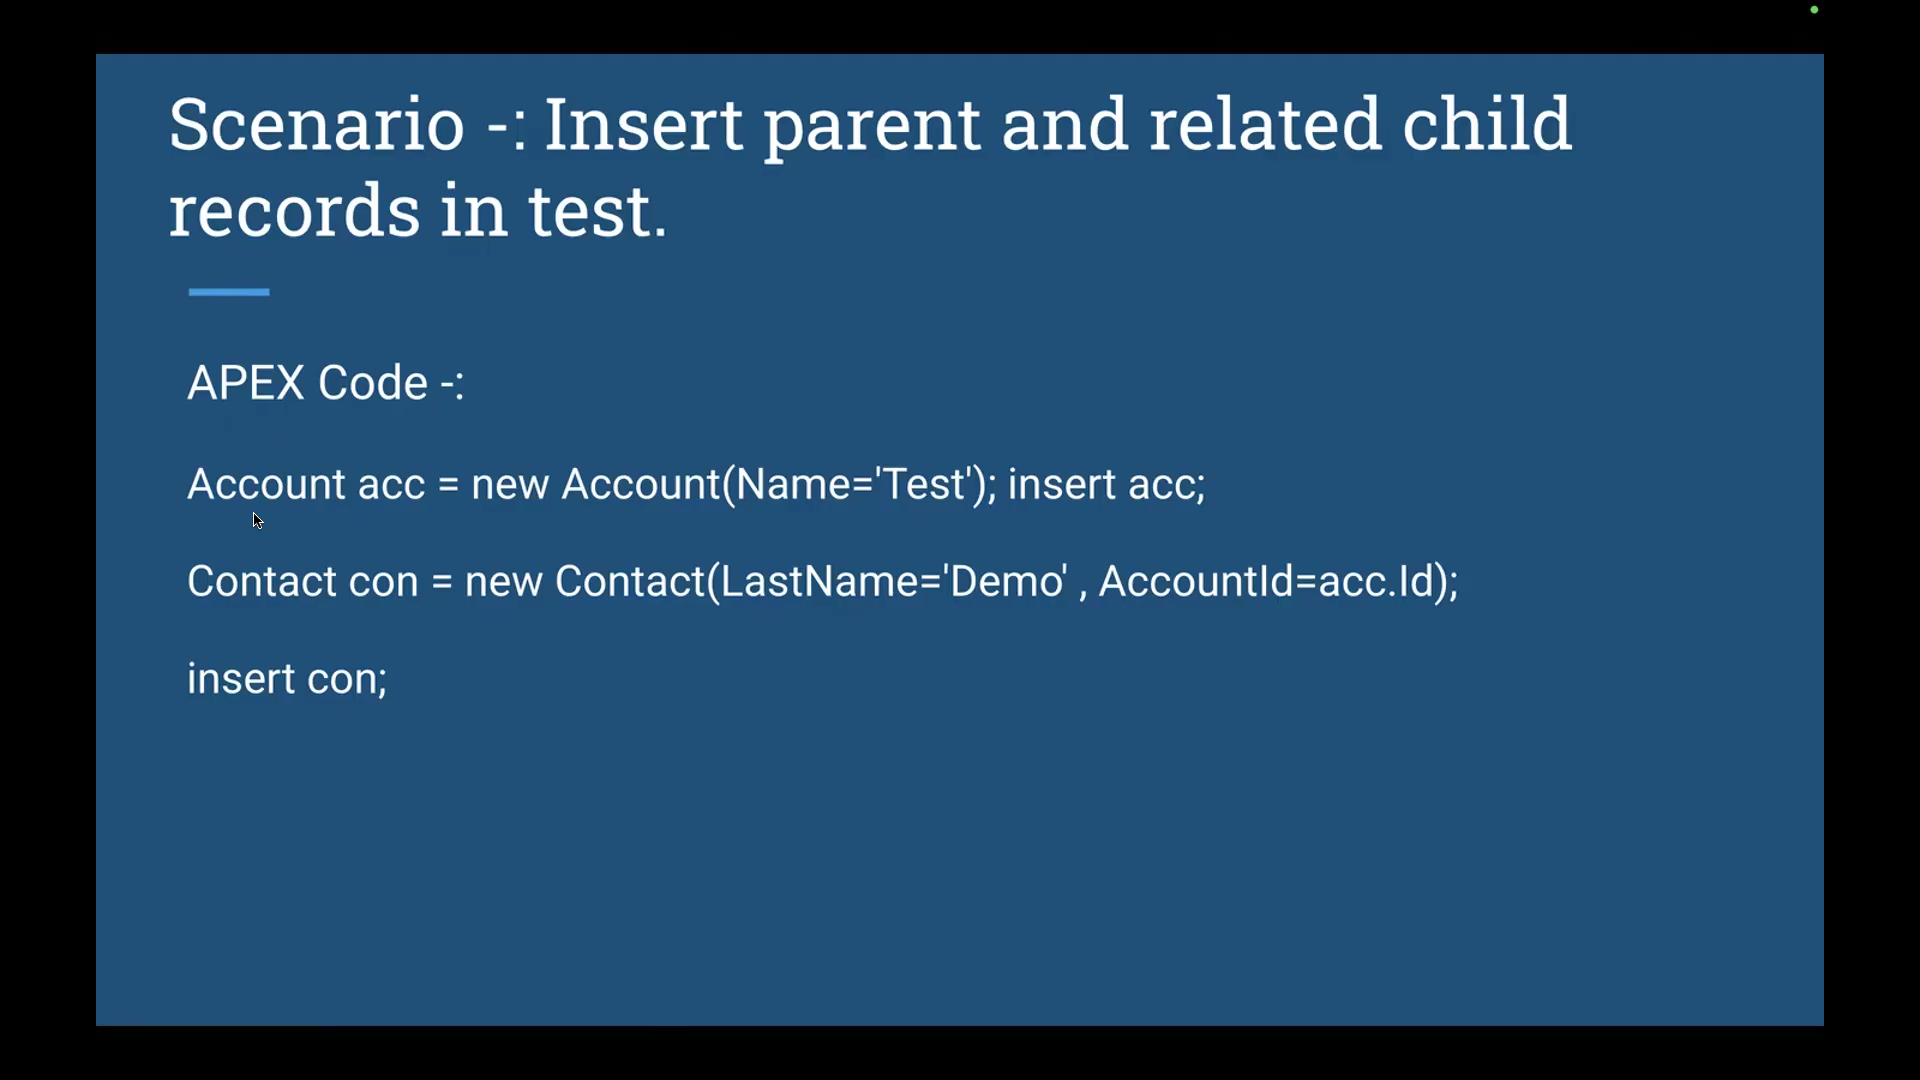 Scenario -: Insert parent and related child
records in test.
APEX Code -:
Account acc = new Account(Name='Test'); insert acc;
Contact con = new Contact(LastName='Demo' , AccountId=acc.Id);
insert con;